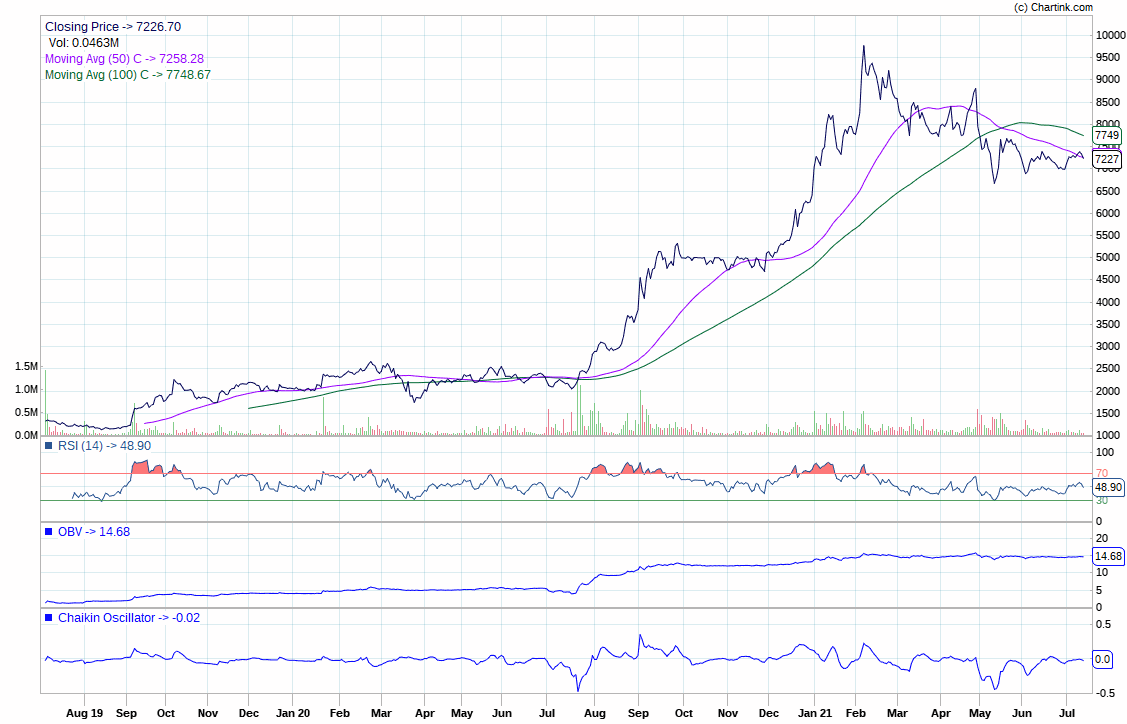 (c) Chartink.com
Closing Price -> 7226.70
Vol: 0.0463M
Moving Avg (50) C -> 7258.28
Moving Avg (100) C -> 7748.67
10000
9500
9000
8500
8000
7749
7227
6500
6000
5500
5000
4500
4000
3500
3000
2500
2000
1500
1000
1.5M
1.0M
0.5M
0.0M
RSI (14) -> 48.90
100
70
48.90
30
0
OBV -> 14.68
20
14.68
10
5
0
Chaikin Oscillator -> -0.02
0.5
0.0
-0.5
Aug 19 Sep Oct Nov Dec Jan 20 Feb Mar Apr May Jun Jul Aug Sep Oct Nov Dec Jan 21 Feb Mar Apr May Jun Jul